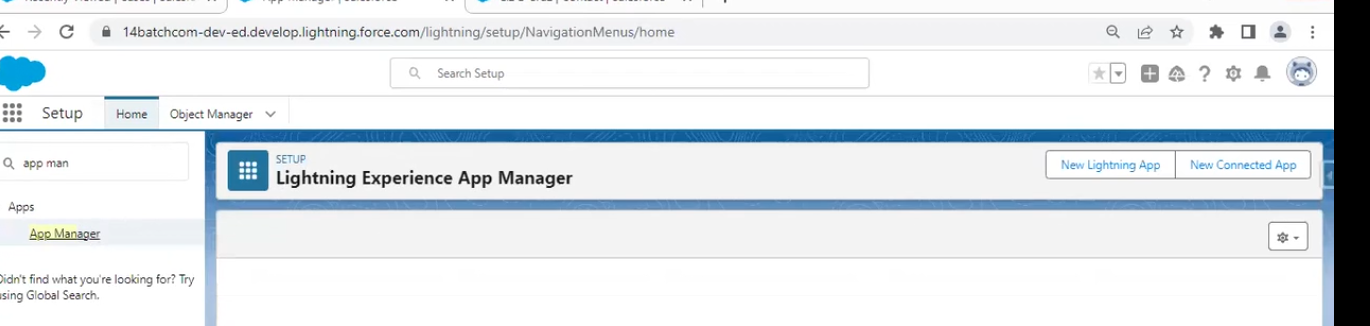 14batchcom-dev-ed.develop.lightning.force.com/lightning/setup/NavigationMenus/home
Search Setup
Setup
Home
Object Manager
app man
SETUP
Lightning Experience App Manager
New Lightning App
New Connected App
Apps
App Manager
Didn't find what you're looking for? Try
using Global Search.